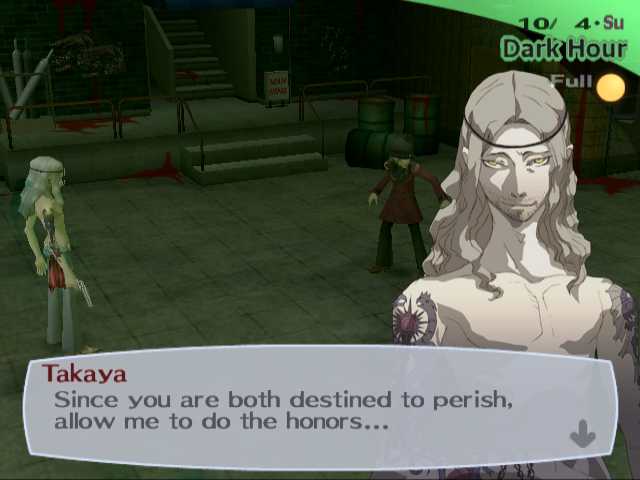 10/ 4・Su
Dark Hour
Full
Takaya
Since you are both destined to perish,
allow me to do the honors...